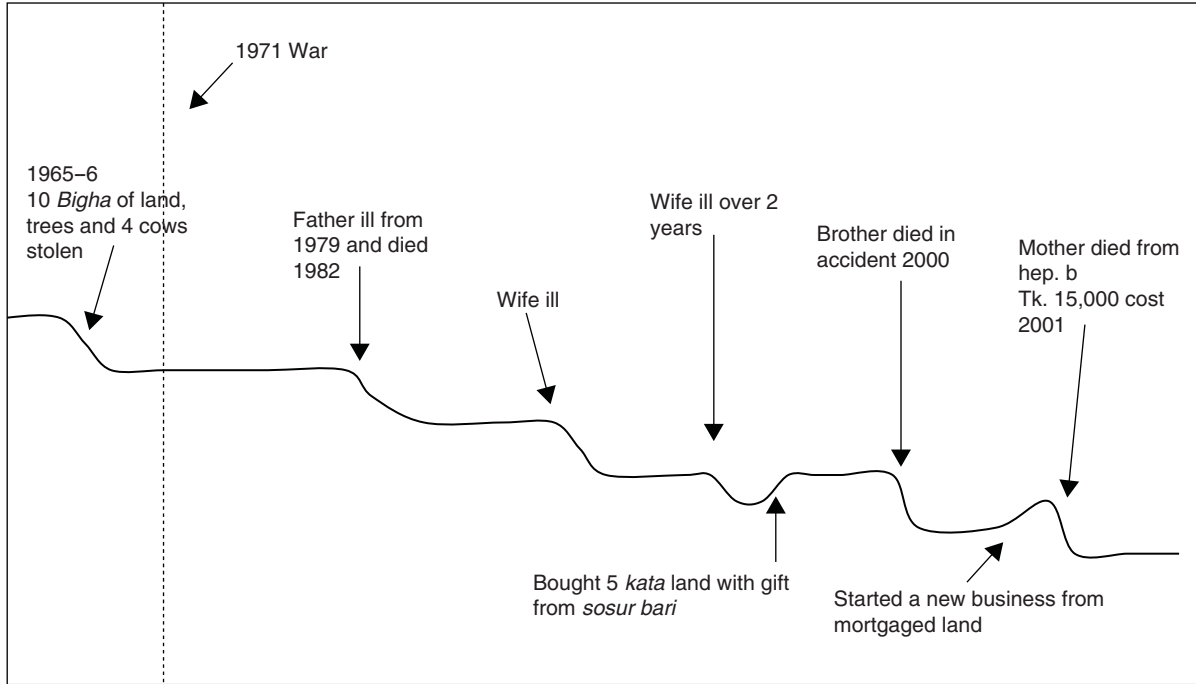 1971 War
1965–6
10 Bigha of land,
trees and 4 cows
stolen
Father ill from
1979 and died
1982
Wife ill
Wife ill over 2
years
Bought 5 kata land with gift
from sosur bari
Brother died in
accident 2000
Started a new business from
mortgaged land
Mother died from
hep. b
Tk. 15,000 cost
2001